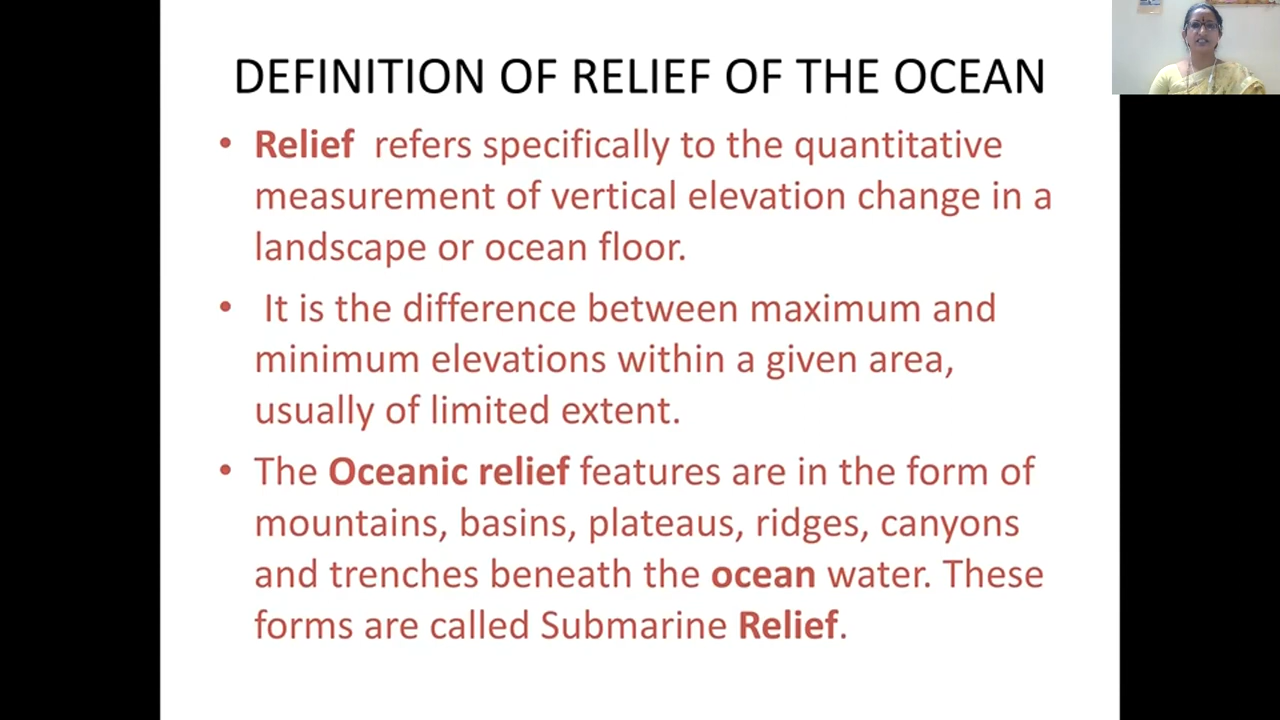 DEFINITION OF RELIEF OF THE OCEAN
• Relief refers specifically to the quantitative
measurement of vertical elevation change in a
landscape or ocean floor.
• It is the difference between maximum and
minimum elevations within a given area,
usually of limited extent.
• The Oceanic relief features are in the form of
mountains, basins, plateaus, ridges, canyons
and trenches beneath the ocean water. These
forms are called Submarine Relief.